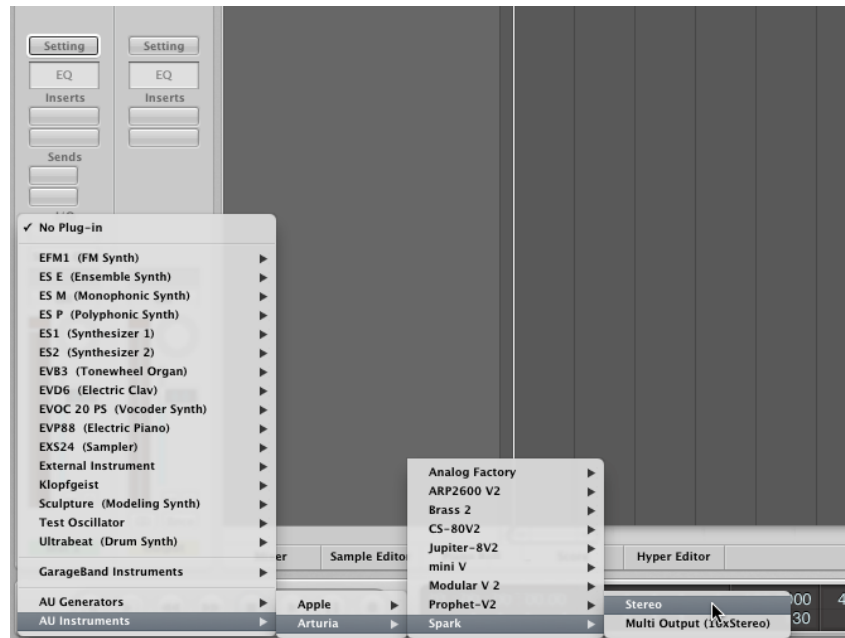 Setting
Setting
EQ
EQ
Inserts
Inserts
Sends
✓ No Plug-in
EFM1 (FM Synth)
ES E (Ensemble Synth)
ES M (Monophonic Synth)
ES P (Polyphonic Synth)
ES1 (Synthesizer 1)
ES2 (Synthesizer 2)
EVB3 (Tonewheel Organ)
EVD6 (Electric Clav)
EVOC 20 PS (Vocoder Synth)
EVP88 (Electric Piano)
EXS24 (Sampler)
External Instrument
Klopfgeist
Sculpture (Modeling Synth)
Test Oscillator
Ultrabeat (Drum Synth)
GarageBand Instruments
AU Generators
AU Instruments
Apple
Arturia
Analog Factory
ARP2600 V2
Brass 2
CS-80V2
Jupiter-8V2
mini V
Modular V 2
Prophet-V2
Spark
Stereo
Multi Output (16xStereo)
Sample Editor
Hyper Editor